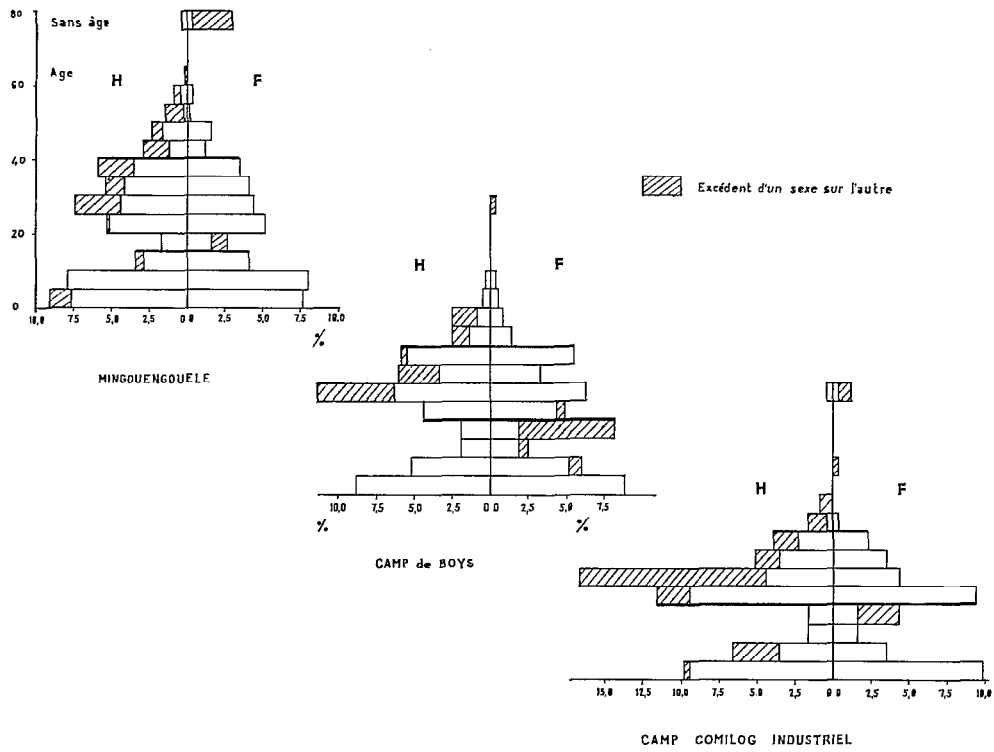 80
Sans âge
Age
H F
60
40
20
0
10,0 7,5 5,0 2,5 0 0 2,5 5,0 7,5 10,0
%
MINGOUENGOUELE
Excédent d'un sexe sur l'autre
H F
10,0 7,5 5,0 2,5 0 0 2,5 5,0 7,5
% %
CAMP de BOYS
H F
15,0 12,5 10,0 7,5 5,0 2,5 0 0 2,5 5,0 7,5 10,0
% %
CAMP COMILOG INDUSTRIEL